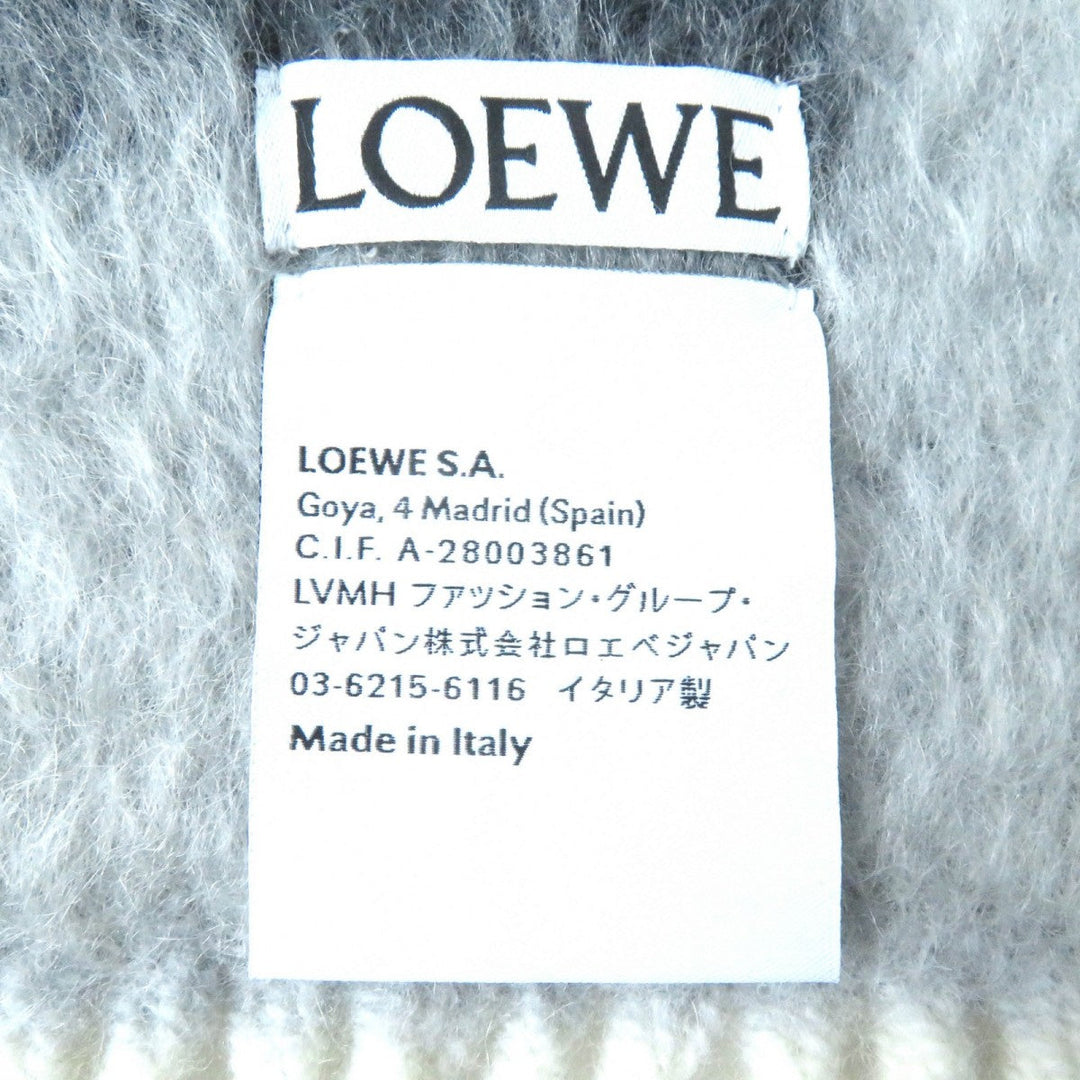 LOEWE
LOEWE S.A.
Goya, 4 Madrid (Spain)
C.I.F. A-28003861
LVMH ファッション・グループ・
ジャパン株式会社ロエベジャパン
03-6215-6116 イタリア製
Made in Italy